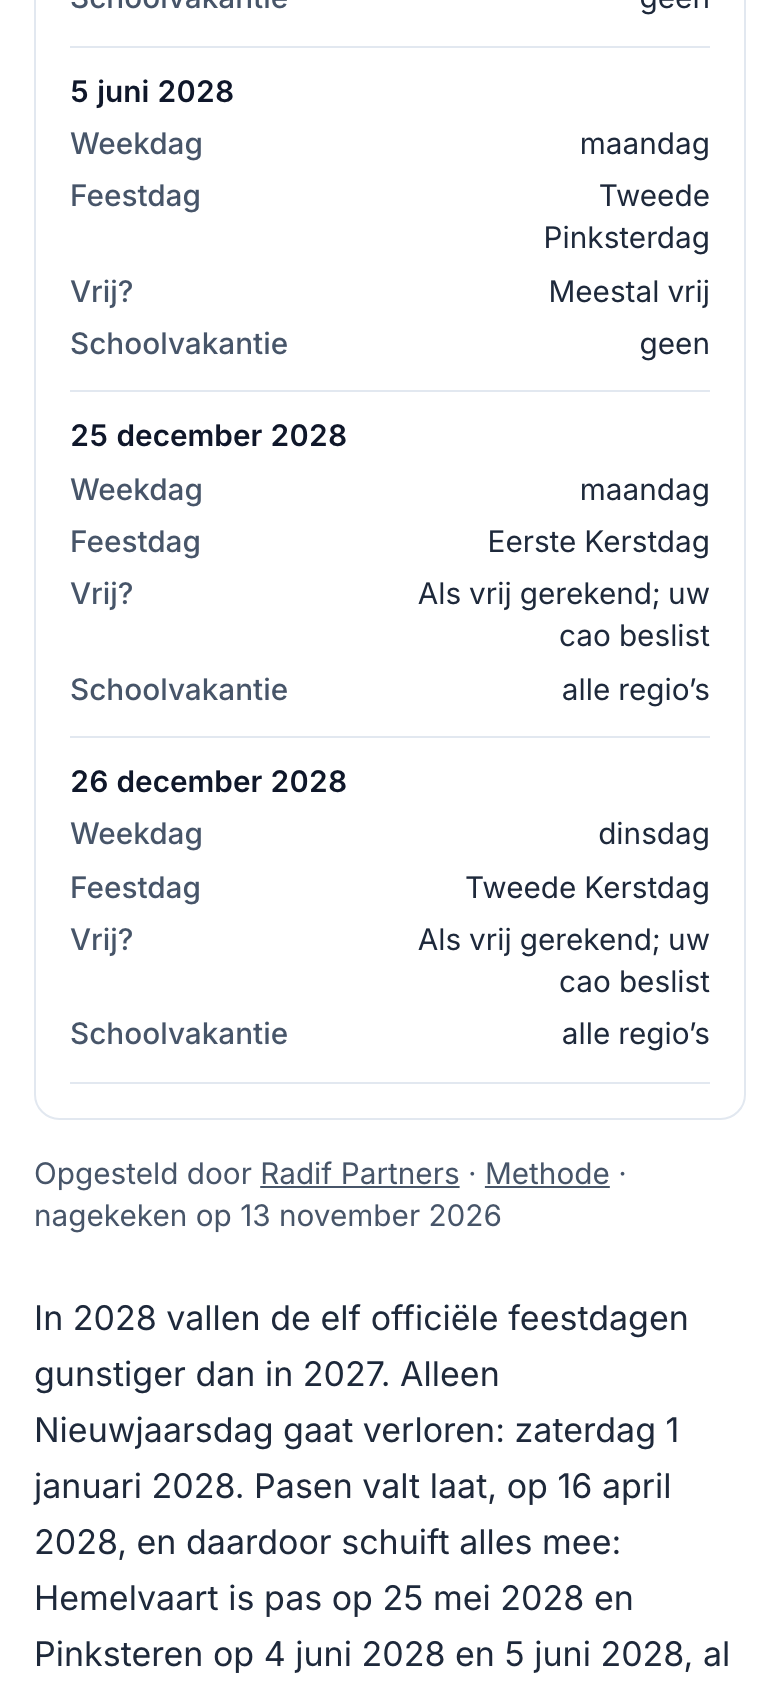 Schoolvakantie geen
5 juni 2028
Weekdag maandag
Feestdag Tweede
Pinksterdag
Vrij? Meestal vrij
Schoolvakantie geen
25 december 2028
Weekdag maandag
Feestdag Eerste Kerstdag
Vrij? Als vrij gerekend; uw
cao beslist
Schoolvakantie alle regio’s
26 december 2028
Weekdag dinsdag
Feestdag Tweede Kerstdag
Vrij? Als vrij gerekend; uw
cao beslist
Schoolvakantie alle regio’s
Opgesteld door Radif Partners · Methode ·
nagekeken op 13 november 2026
In 2028 vallen de elf officiële feestdagen
gunstiger dan in 2027. Alleen
Nieuwjaarsdag gaat verloren: zaterdag 1
januari 2028. Pasen valt laat, op 16 april
2028, en daardoor schuift alles mee:
Hemelvaart is pas op 25 mei 2028 en
Pinksteren op 4 juni 2028 en 5 juni 2028, al